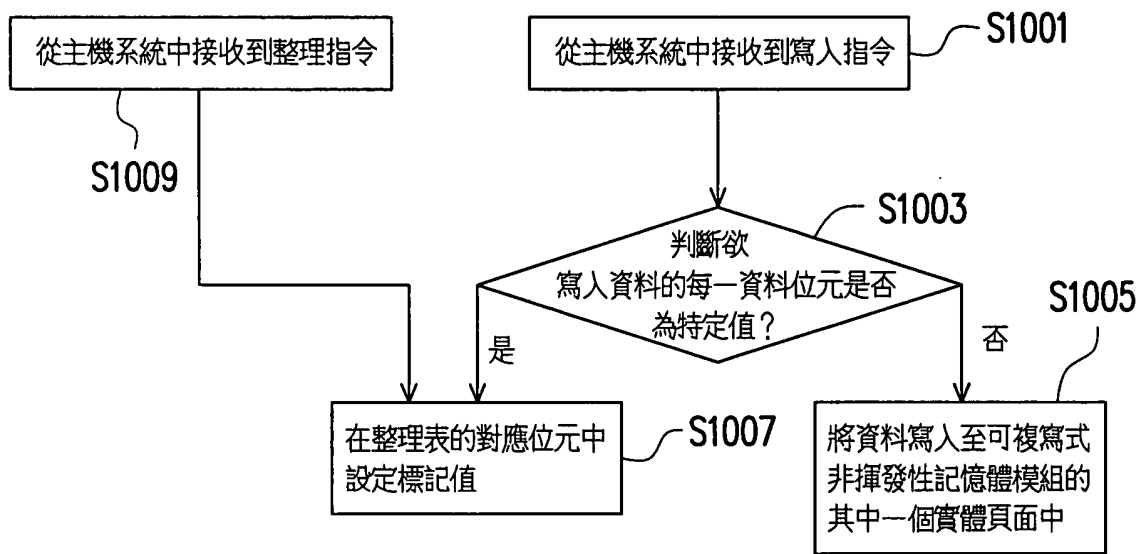 從主機系統中接收到整理指令
從主機系統中接收到寫入指令
S1001
S1009
S1003
判斷欲
寫入資料的每一資料位元是否
為特定值？
S1005
是
否
在整理表的對應位元中
設定標記值
S1007
將資料寫入至可複寫式
非揮發性記憶體模組的
其中一個實體頁面中